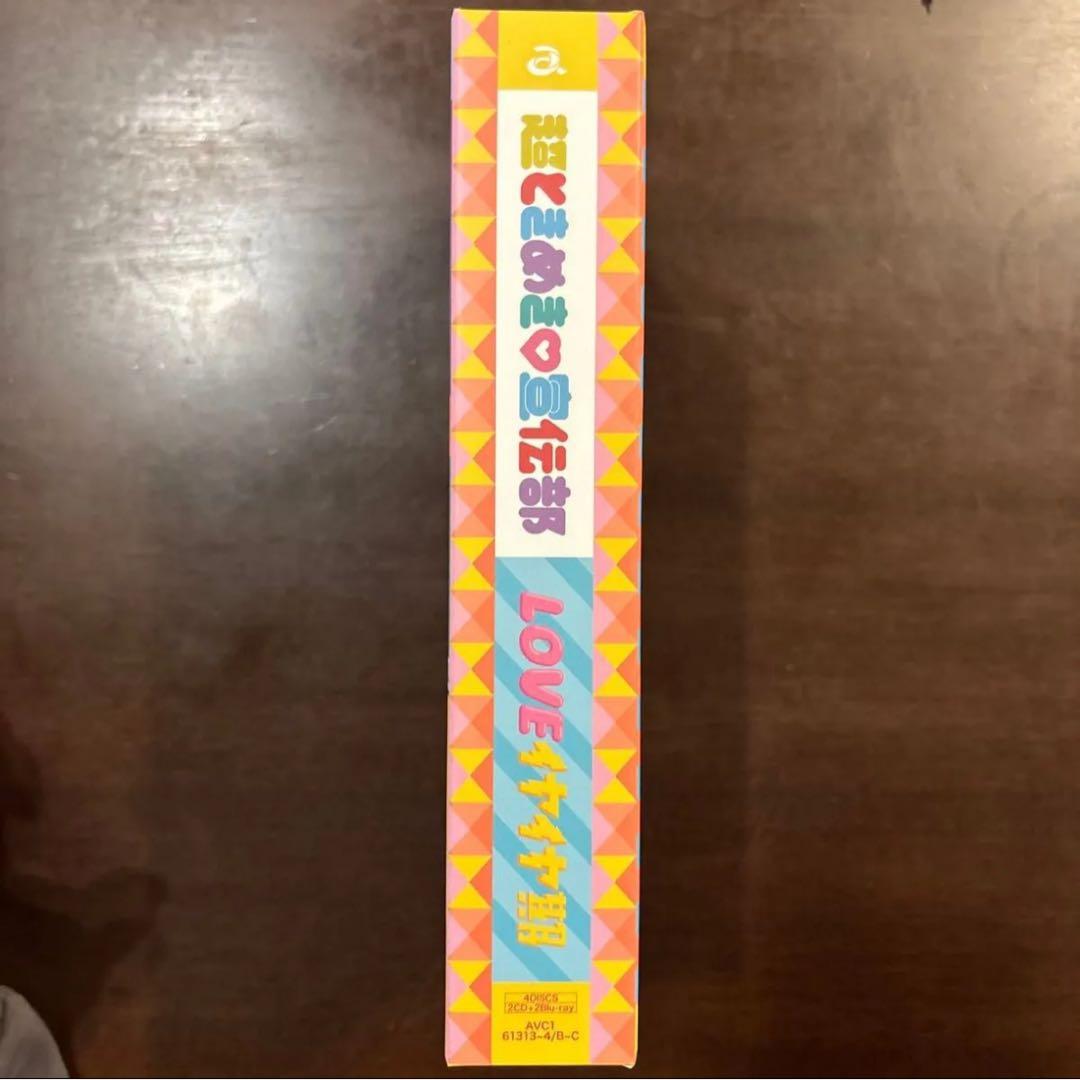 超ときめき♡宣伝部
LOVEイヤイヤ期
4DISCS
2CD+2Blu-ray
AVC1
61313~4/B~C